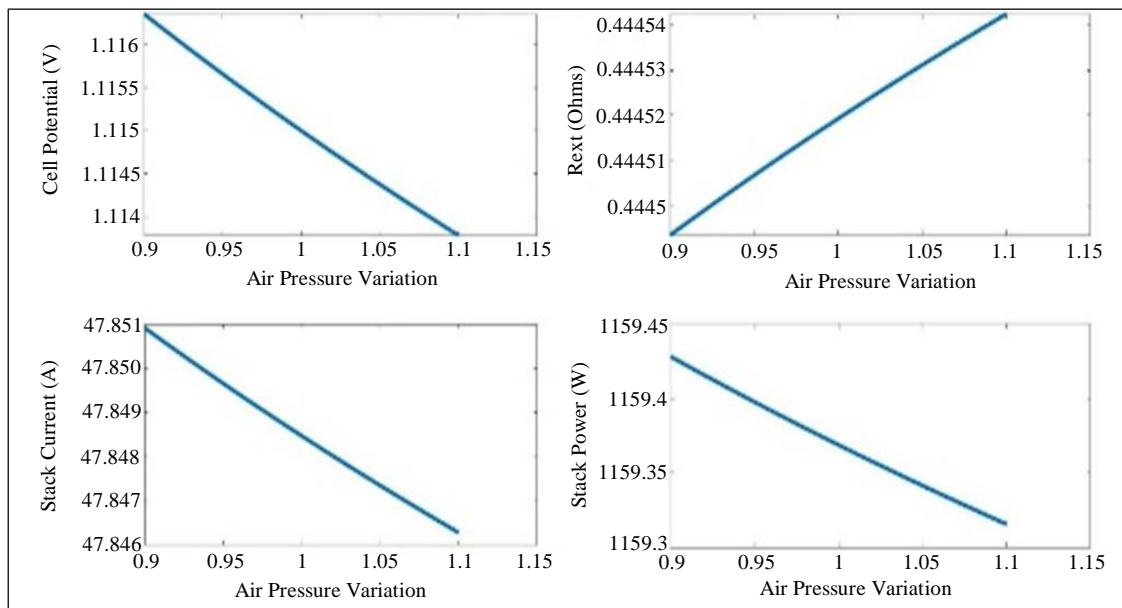 Cell Potential (V)
1.116
1.1155
1.115
1.1145
1.114
0.9 0.95 1 1.05 1.1 1.15
Air Pressure Variation
Rext (Ohms)
0.44454
0.44453
0.44452
0.44451
0.4445
0.9 0.95 1 1.05 1.1 1.15
Air Pressure Variation
Stack Current (A)
47.851
47.850
47.849
47.848
47.847
47.846
0.9 0.95 1 1.05 1.1 1.15
Air Pressure Variation
Stack Power (W)
1159.45
1159.4
1159.35
1159.3
0.9 0.95 1 1.05 1.1 1.15
Air Pressure Variation